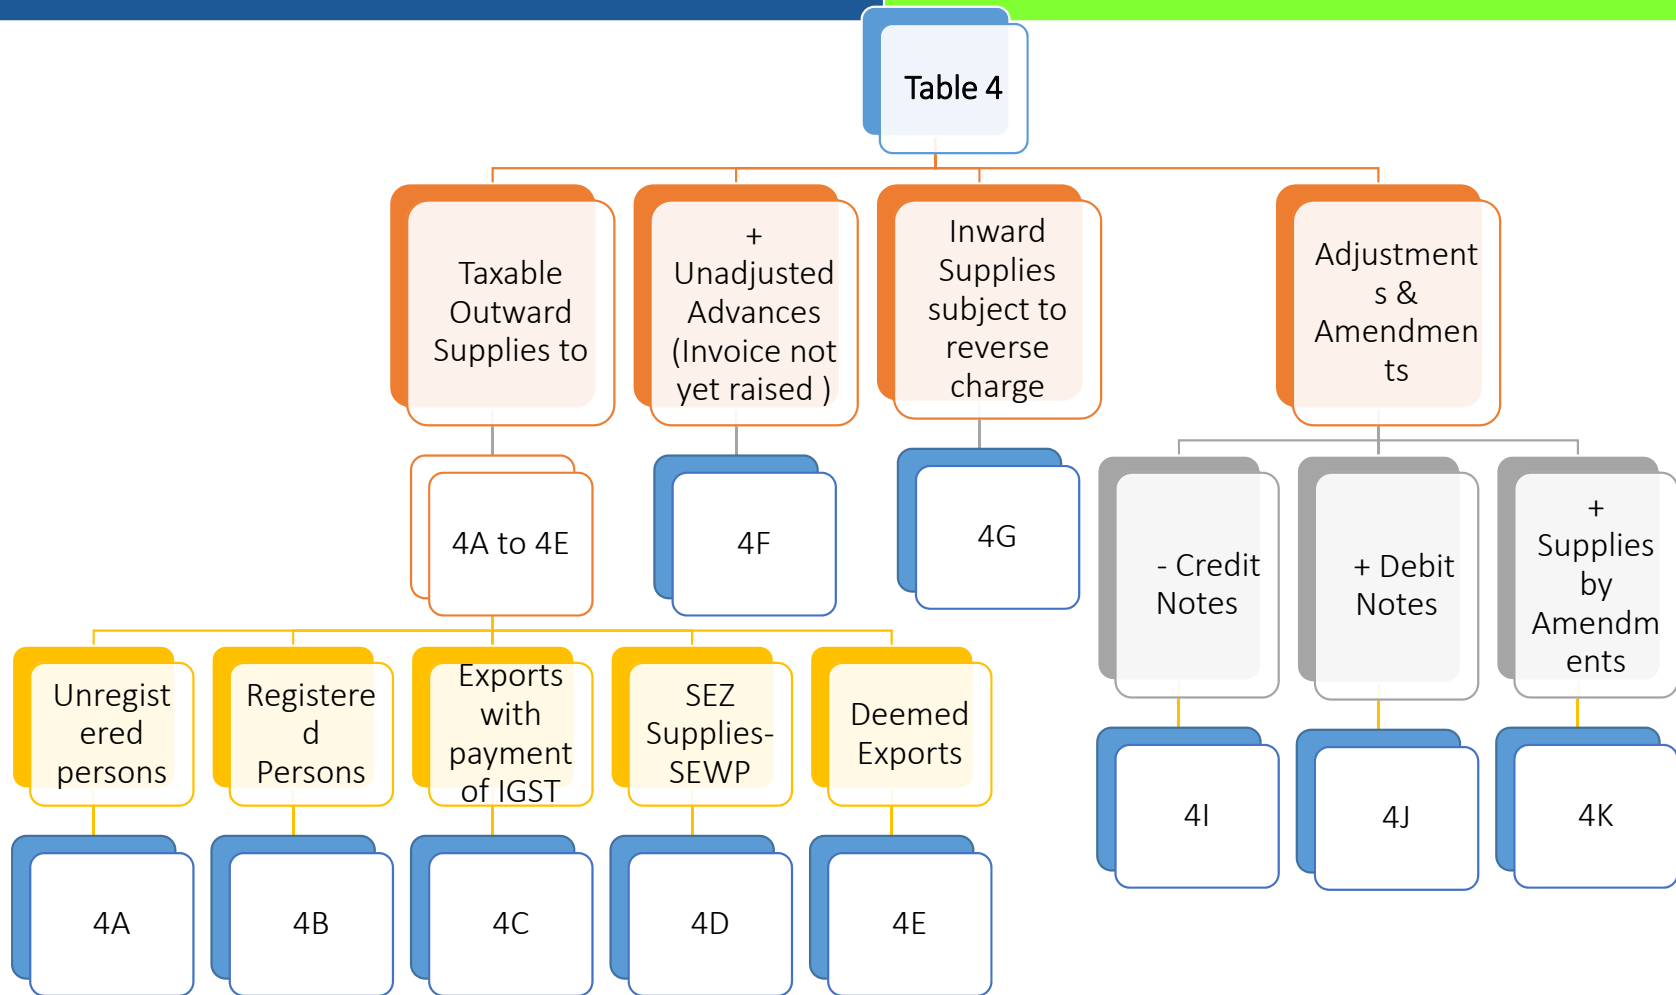 Table 4
Taxable
Outward
Supplies to
+
Unadjusted
Advances
(Invoice not
yet raised )
Inward
Supplies
subject to
reverse
charge
Adjustment
s &
Amendmen
ts
4A to 4E
4F
4G
- Credit
Notes
+ Debit
Notes
+
Supplies
by
Amendm
ents
Unregist
ered
persons
Registere
d
Persons
Exports
with
payment
of IGST
SEZ
Supplies-
SEWP
Deemed
Exports
4I
4J
4K
4A
4B
4C
4D
4E